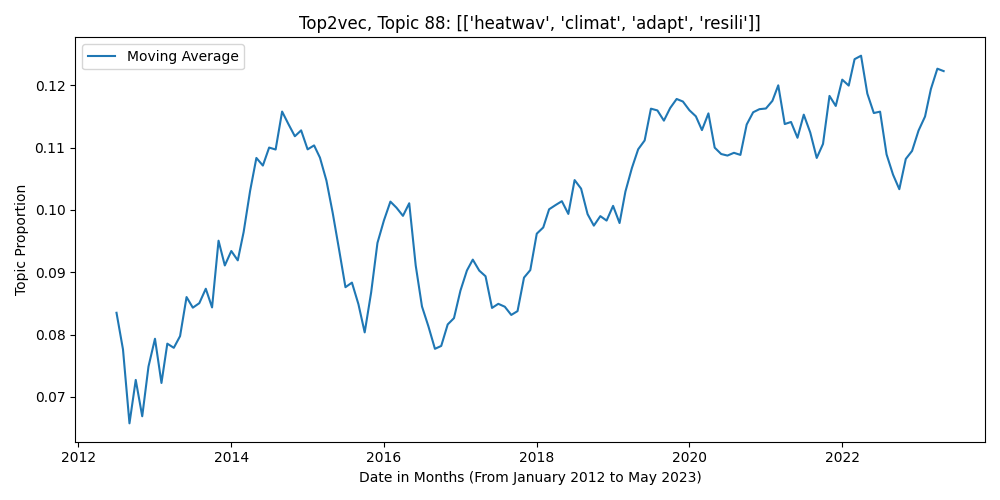 Top2vec, Topic 88: [['heatwav', 'climat', 'adapt', 'resili']]
Moving Average
Topic Proportion
0.12
0.11
0.10
0.09
0.08
0.07
2012 2014 2016 2018 2020 2022
Date in Months (From January 2012 to May 2023)